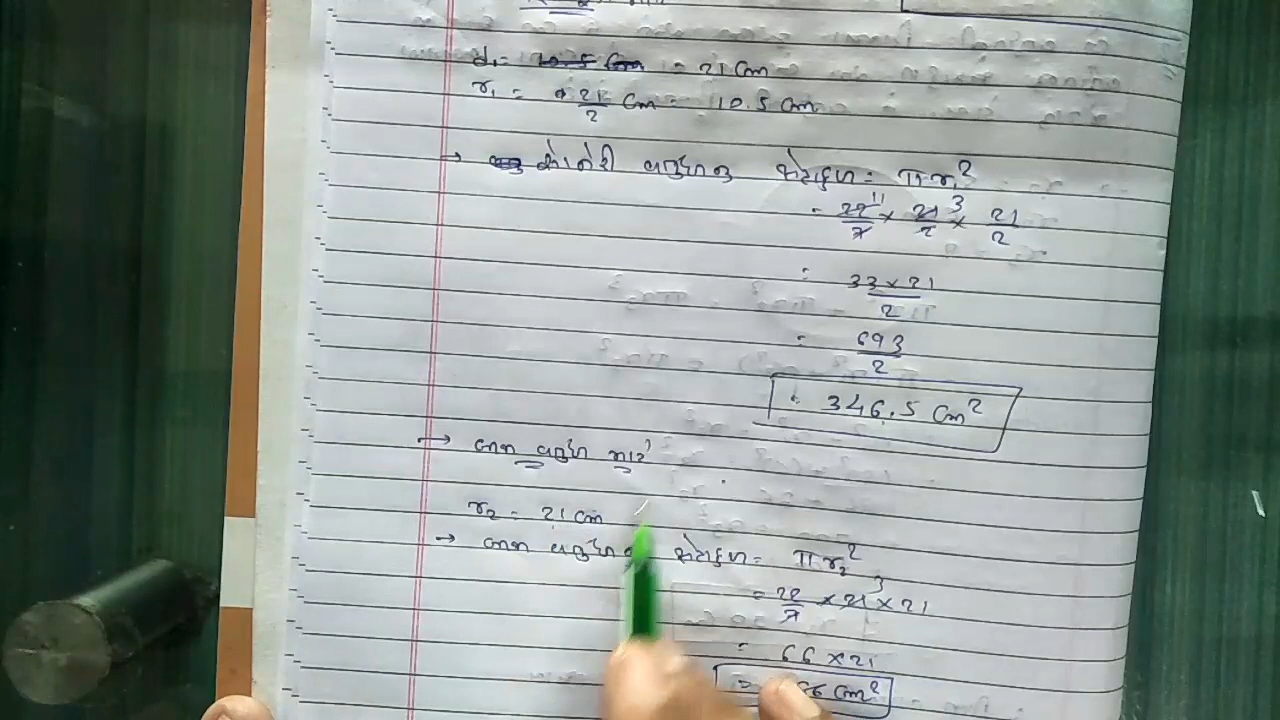 d₁ = = 21 cm
r₁ = 21/2 cm = 10.5 cm
→ સોનેરી વર્તુળનું ક્ષેત્રફળ = πr₁²
= 22/7 × 21/2 × 21/2
= 33 × 21 / 2
= 693/2
= 346.5 cm²
→ લાલ વર્તુળ માટે
r₂ = 21 cm
→ લાલ વર્તુળનું ક્ષેત્રફળ = πr₂²
= 22/7 × 21 × 21
= 66 × 21
= cm²